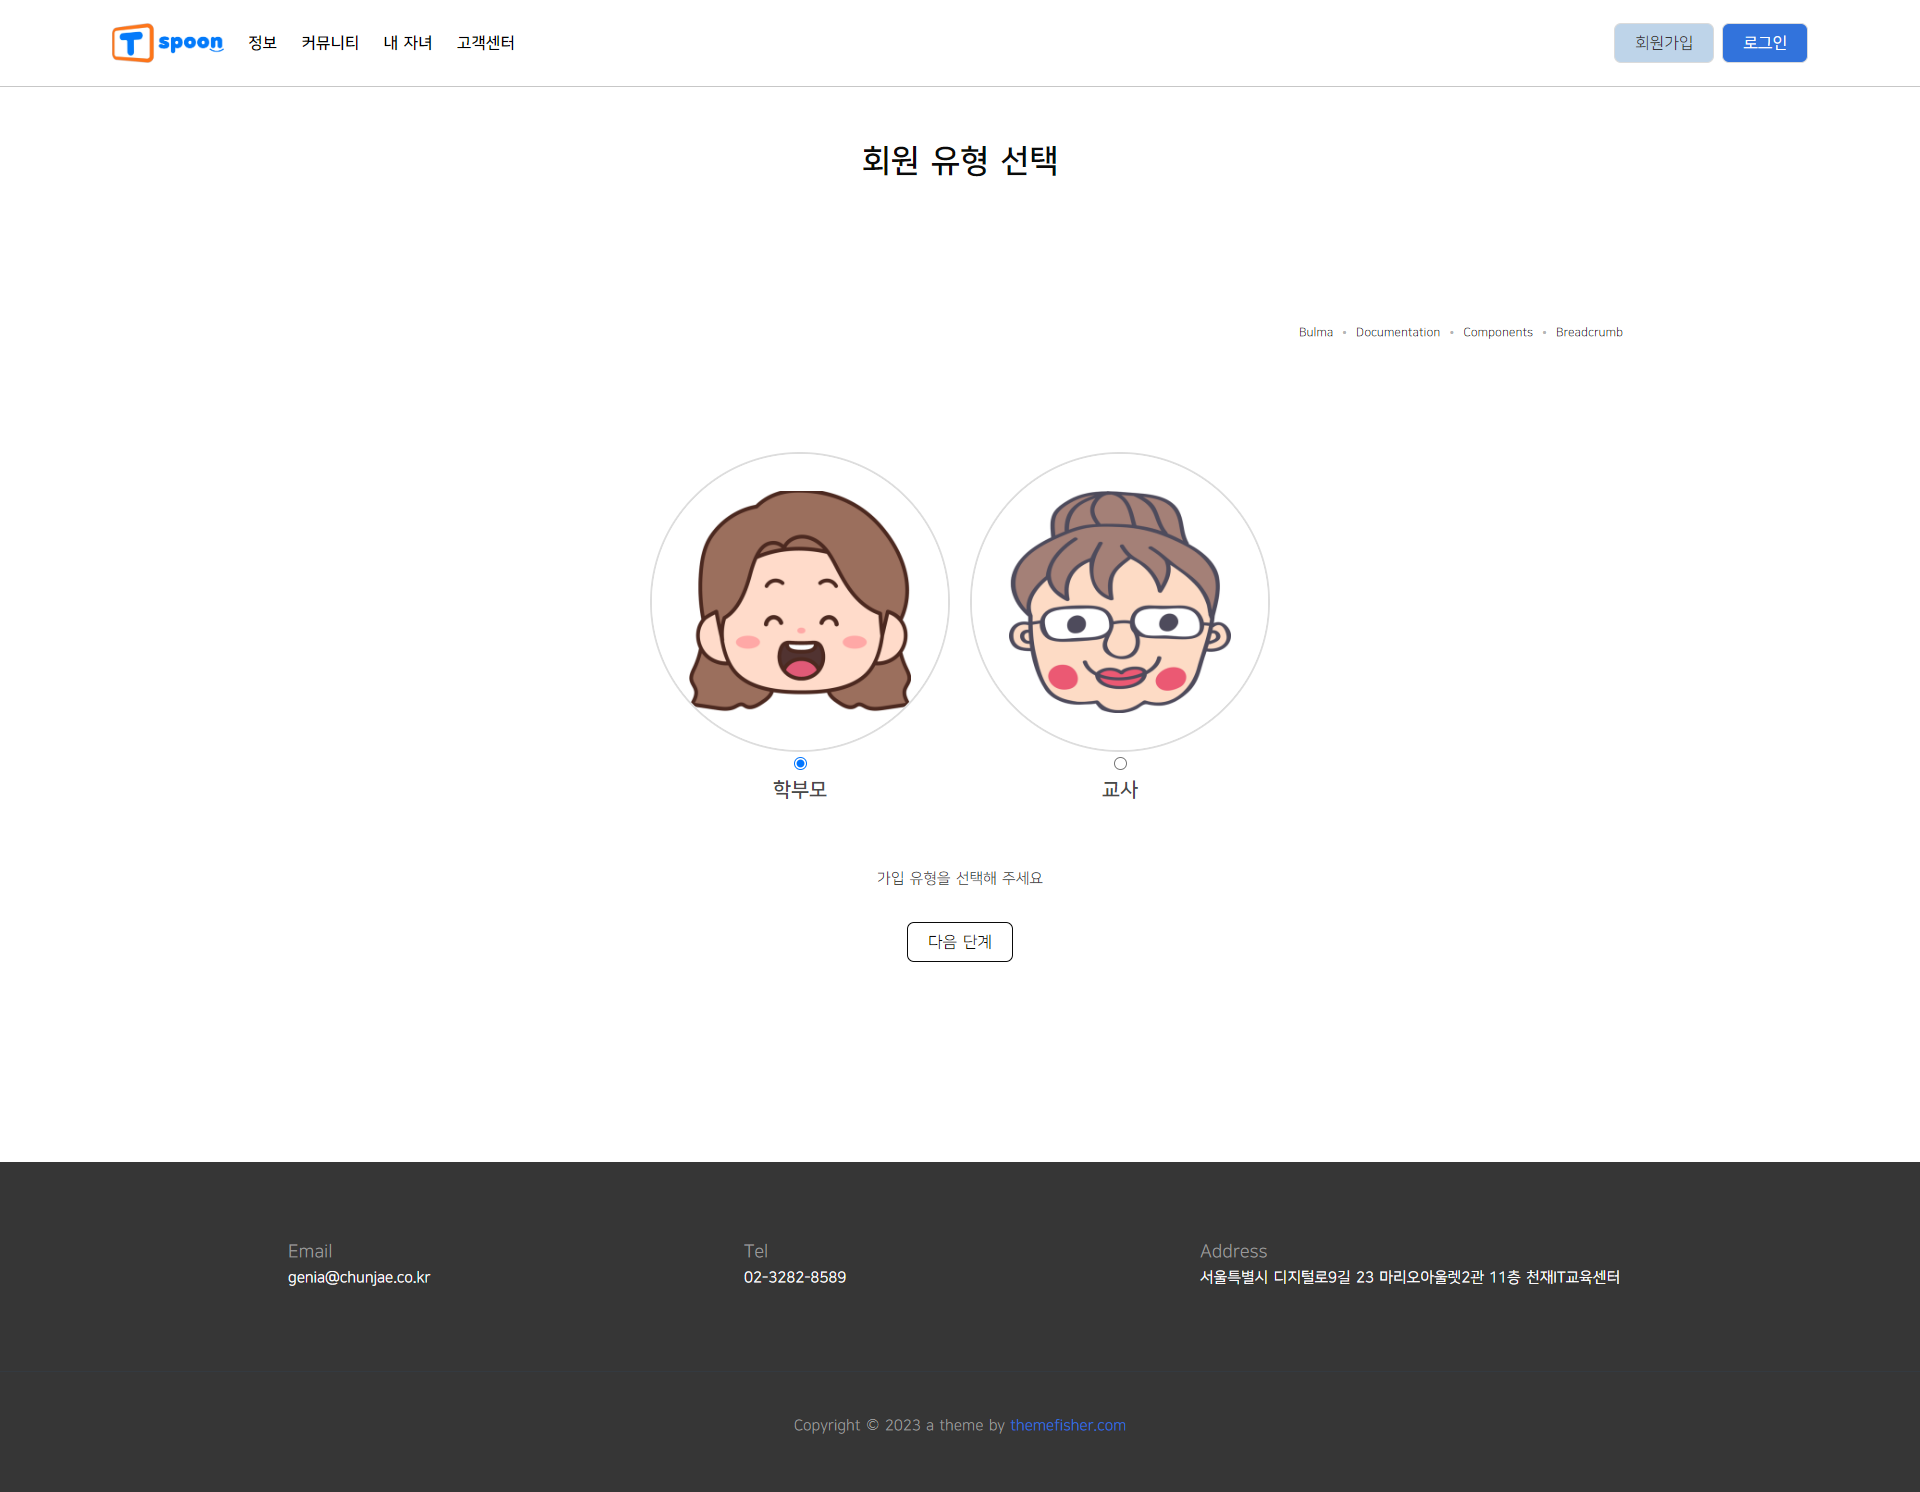 T spoon 정보 커뮤니티 내 자녀 고객센터 회원가입 로그인
회원 유형 선택
Bulma • Documentation • Components • Breadcrumb
학부모 교사
가입 유형을 선택해 주세요
다음 단계
Email Tel Address
genia@chunjae.co.kr 02-3282-8589 서울특별시 디지털로9길 23 마리오아울렛2관 11층 천재IT교육센터
Copyright © 2023 a theme by themefisher.com